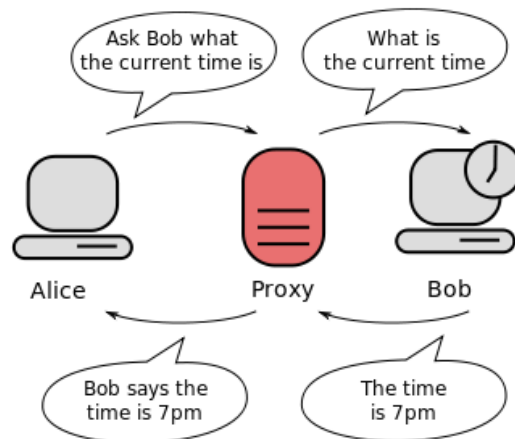 Ask Bob what
the current time is
What is
the current time
Alice
Proxy
Bob
Bob says the
time is 7pm
The time
is 7pm